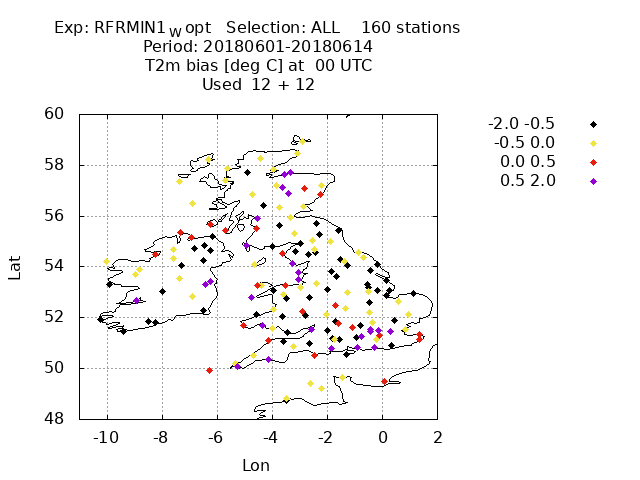 Exp: RFRMIN1_W opt Selection: ALL 160 stations
Period: 20180601-20180614
T2m bias [deg C] at 00 UTC
Used 12 + 12
-2.0 -0.5
-0.5 0.0
0.0 0.5
0.5 2.0
60
58
56
54
52
50
48
Lat
-10 -8 -6 -4 -2 0 2
Lon